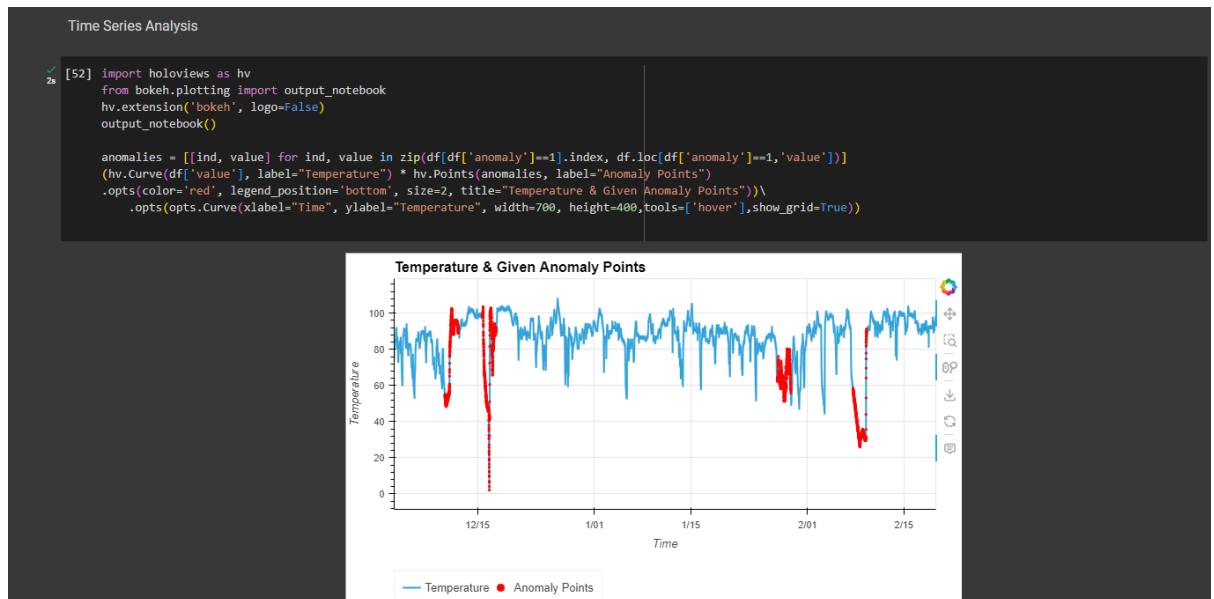 Time Series Analysis
2s
[52] import holoviews as hv
from bokeh.plotting import output_notebook
hv.extension('bokeh', logo=False)
output_notebook()
anomalies = [[ind, value] for ind, value in zip(df[df['anomaly']==1].index, df.loc[df['anomaly']==1,'value'])]
(hv.Curve(df['value'], label="Temperature") * hv.Points(anomalies, label="Anomaly Points")
.opts(color='red', legend_position='bottom', size=2, title="Temperature & Given Anomaly Points"))\
.opts(opts.Curve(xlabel="Time", ylabel="Temperature", width=700, height=400,tools=['hover'],show_grid=True))
Temperature & Given Anomaly Points
100
80
60
40
20
0
Temperature
12/15 1/01 1/15 2/01 2/15
Time
Temperature Anomaly Points